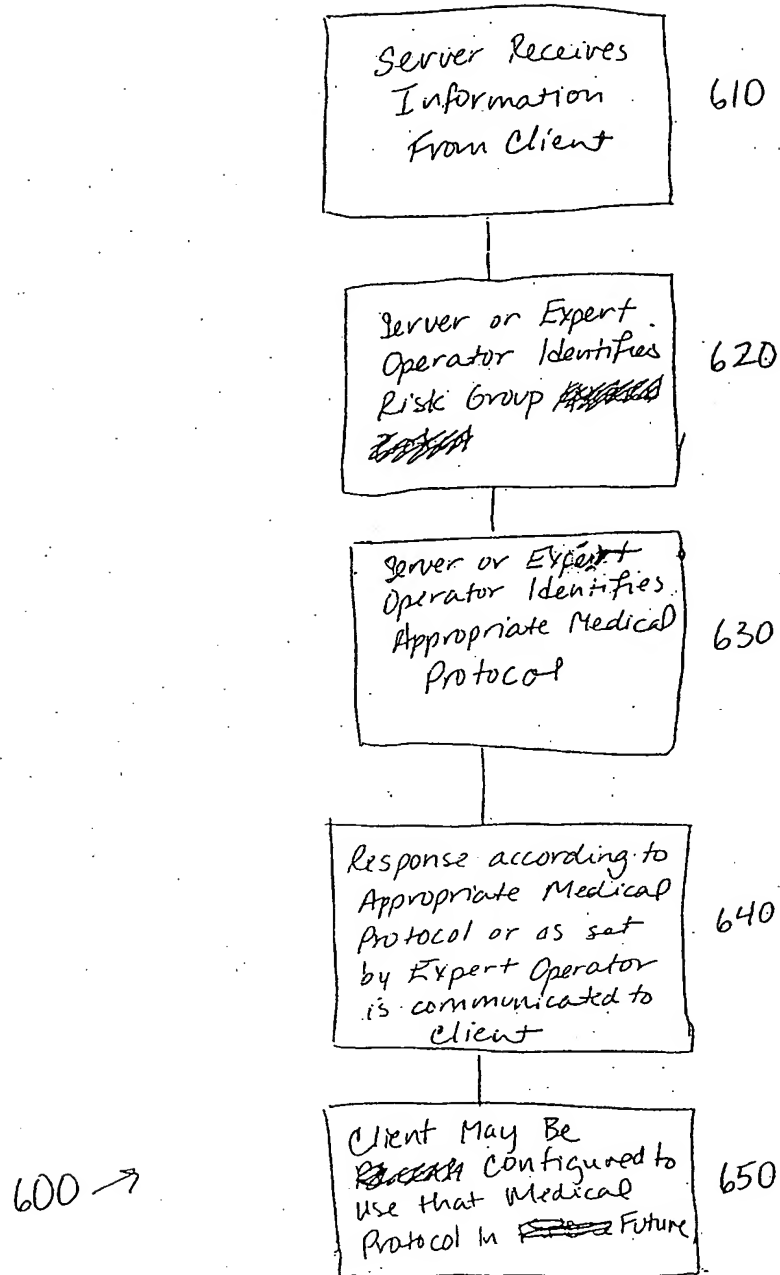 Server Receives
Information
From Client
610
Server or Expert
Operator Identifies
Risk Group
620
Server or Expert
Operator Identifies
Appropriate Medical
Protocol
630
Response according to
Appropriate Medical
Protocol or as set
by Expert Operator
is communicated to
Client
640
Client May Be
Configured to
use that Medical
Protocol In Future
650
600